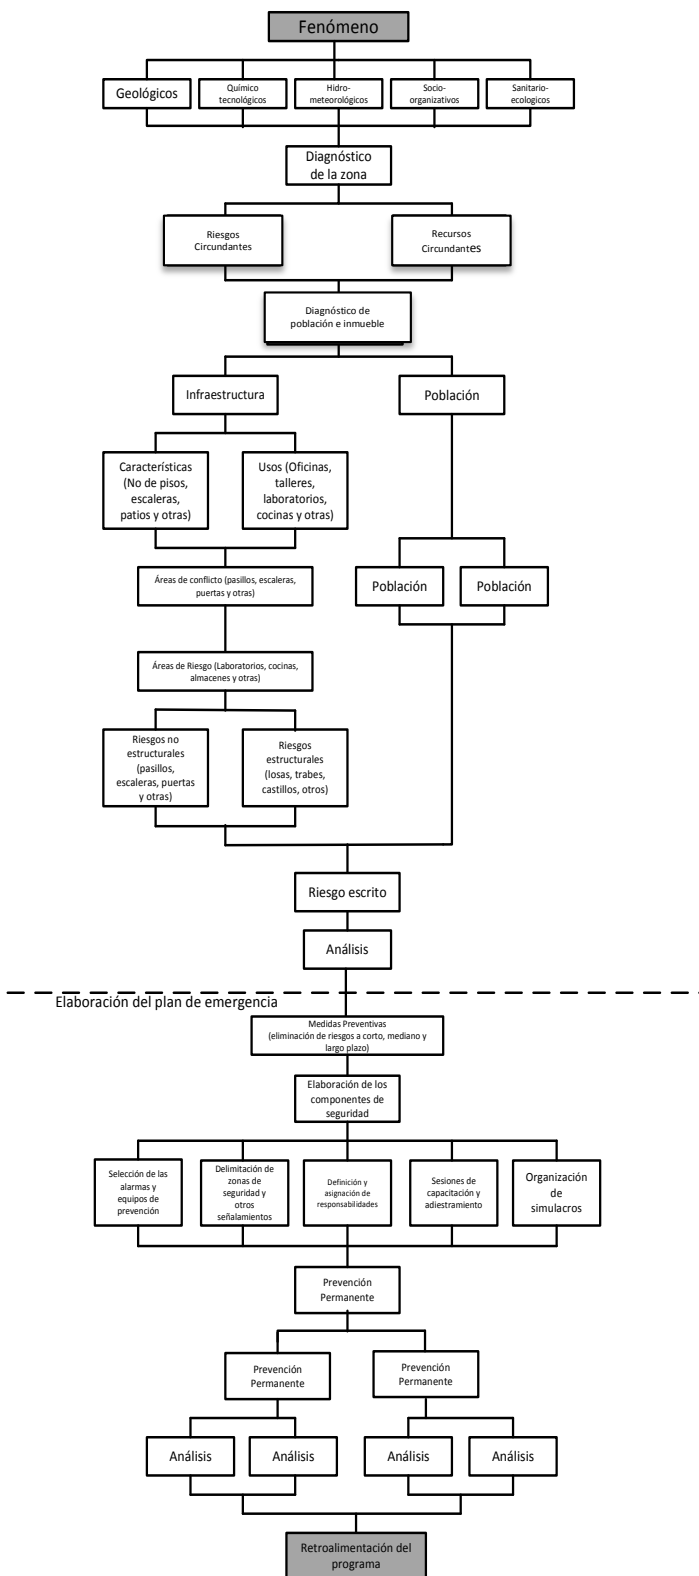 Fenómeno
Geológicos
Químico
tecnológicos
Hidro-
meteorológicos
Socio-
organizativos
Sanitario-
ecologicos
Diagnóstico
de la zona
Riesgos
Circundantes
Recursos
Circundantes
Diagnóstico de
población e inmueble
Infraestructura
Población
Características
(No de pisos,
escaleras,
patios y otras)
Usos (Oficinas,
talleres,
laboratorios,
cocinas y otras)
Áreas de conflicto (pasillos, escaleras,
puertas y otras)
Población
Población
Áreas de Riesgo (Laboratorios, cocinas,
almacenes y otras)
Riesgos no
estructurales
(pasillos,
escaleras, puertas
y otras)
Riesgos
estructurales
(losas, trabes,
castillos, otros)
Riesgo escrito
Análisis
Elaboración del plan de emergencia
Medidas Preventivas
(eliminación de riesgos a corto, mediano y
largo plazo)
Elaboración de los
componentes de
seguridad
Selección de las
alarmas y
equipos de
prevención
Delimitación de
zonas de
seguridad y
otros
señalamientos
Definición y
asignación de
responsabilidades
Sesiones de
capacitación y
adiestramiento
Organización
de
simulacros
Prevención
Permanente
Prevención
Permanente
Prevención
Permanente
Análisis
Análisis
Análisis
Análisis
Retroalimentación del
programa